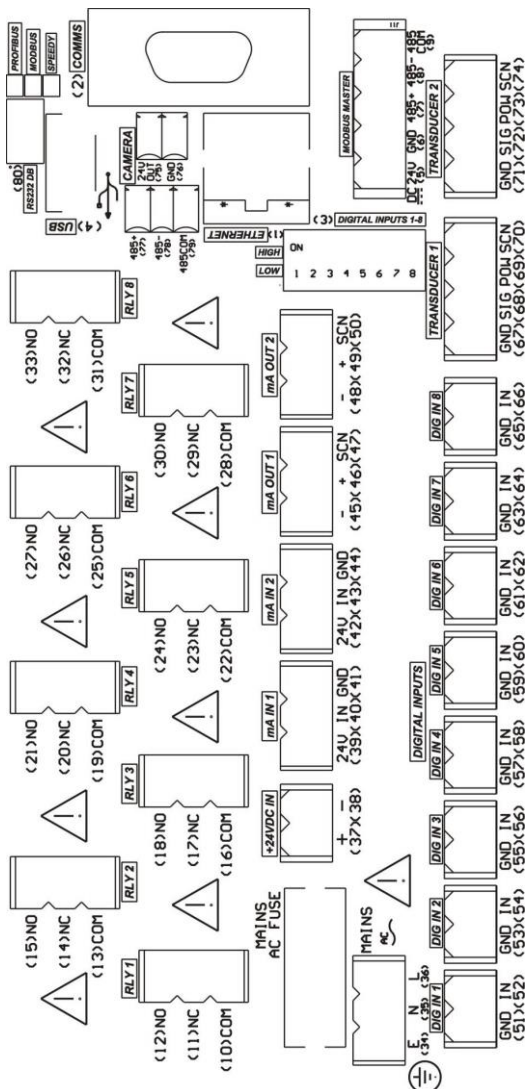 PROFIBUS
MODBUS
SPEEDY
(2) COMMS
(80)
RS232 DB
USB
(4)
CAMERA
24V
OUT
(75)
GND
(76)
485+
(77)
485-
(78)
485COM
(79)
ETHERNET
(1)
(3)
DIGITAL INPUTS 1-8
HIGH
LOW
ON
1 2 3 4 5 6 7 8
MODBUS MASTER
DC 24V GND 485+ 485- 485
COM
(5) (6) (7) (8) (9)
TRANSDUCER 2
GND SIG POW SCN
(71)(72)(73)(74)
TRANSDUCER 1
GND SIG POW SCN
(67)(68)(69)(70)
RLY 8
(33)NO
(32)NC
(31)COM
RLY 7
(30)NO
(29)NC
(28)COM
RLY 6
(27)NO
(26)NC
(25)COM
RLY 5
(24)NO
(23)NC
(22)COM
RLY 4
(21)NO
(20)NC
(19)COM
RLY 3
(18)NO
(17)NC
(16)COM
RLY 2
(15)NO
(14)NC
(13)COM
RLY 1
(12)NO
(11)NC
(10)COM
mA OUT 2
- + SCN
(48)(49)(50)
mA OUT 1
- + SCN
(45)(46)(47)
mA IN 2
24V IN GND
(42)(43)(44)
mA IN 1
24V IN GND
(39)(40)(41)
+24VDC IN
+ -
(37)(38)
MAINS
AC FUSE
MAINS
AC
E N L
(34) (35) (36)
DIGITAL INPUTS
DIG IN 8
GND IN
(65)(66)
DIG IN 7
GND IN
(63)(64)
DIG IN 6
GND IN
(61)(62)
DIG IN 5
GND IN
(59)(60)
DIG IN 4
GND IN
(57)(58)
DIG IN 3
GND IN
(55)(56)
DIG IN 2
GND IN
(53)(54)
DIG IN 1
GND IN
(51)(52)